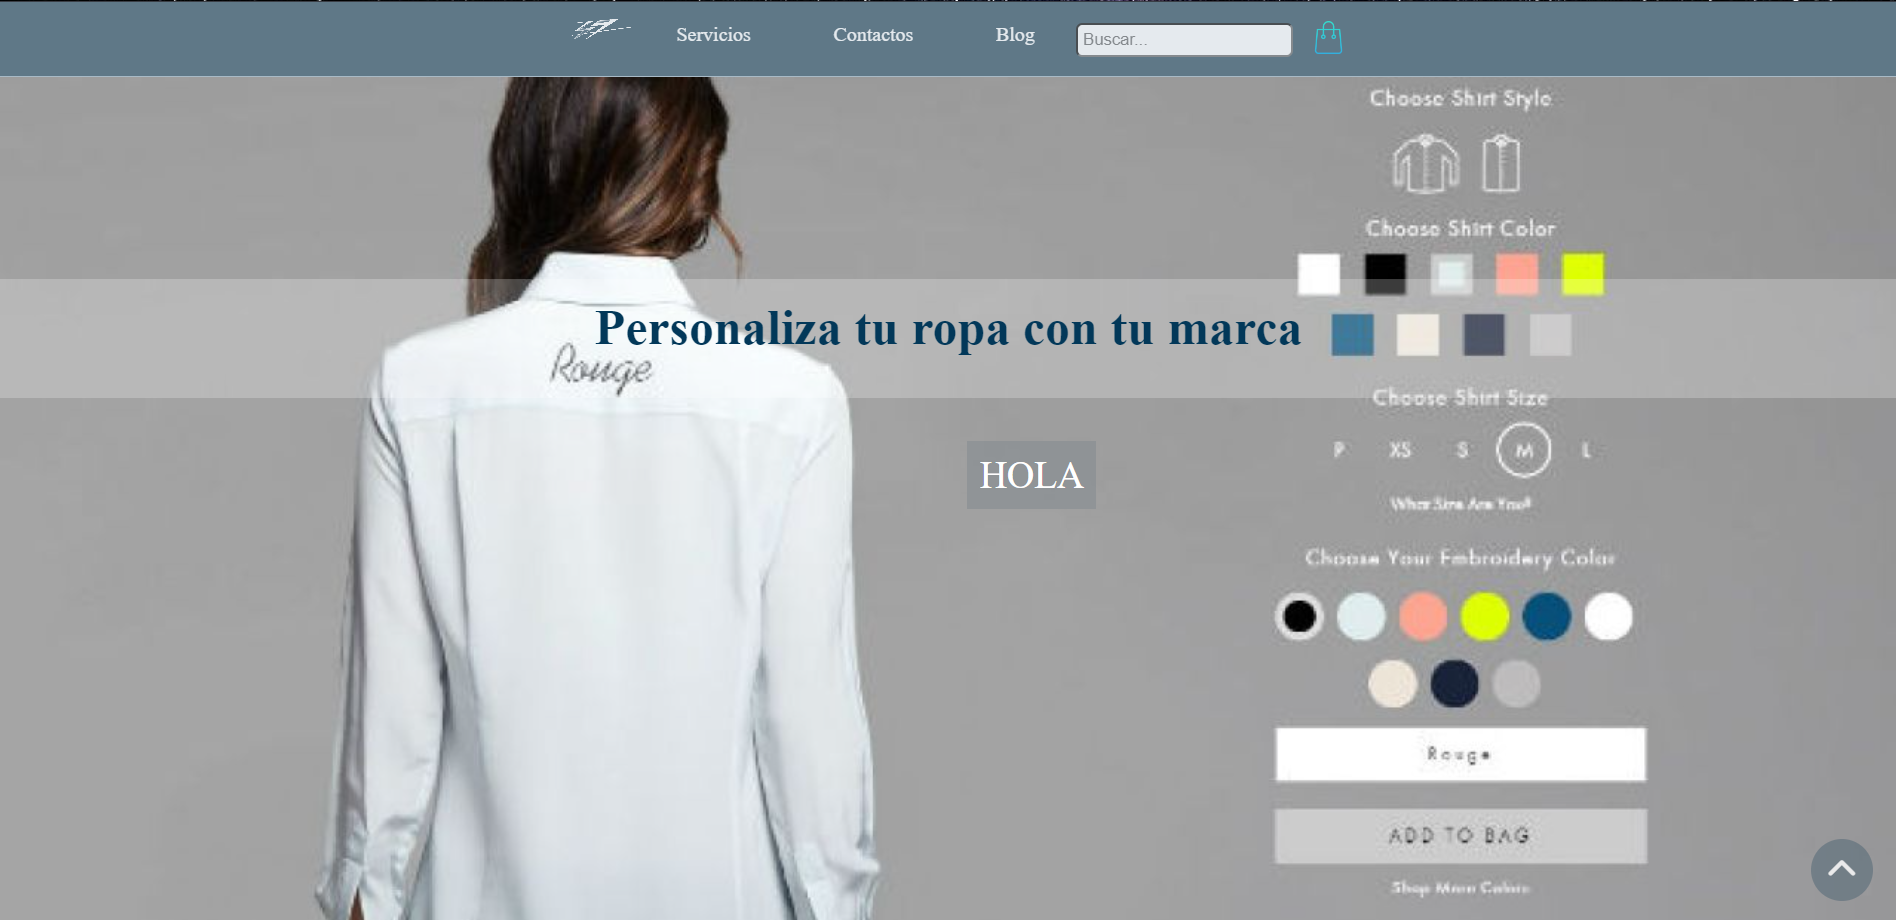 Servicios
Contactos
Blog
Buscar...
Choose Shirt Style
Choose Shirt Color
Personaliza tu ropa con tu marca
Rouge
Choose Shirt Size
P XS S M L
HOLA
What Size Are You?
Choose Your Embroidery Color
Rouge
ADD TO BAG
Shop More Colors